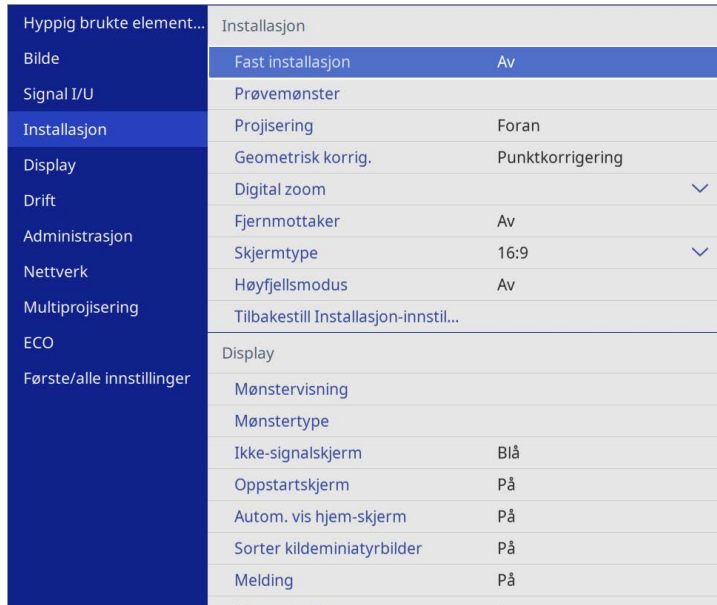 Hyppig brukte element...
Bilde
Signal I/U
Installasjon
Display
Drift
Administrasjon
Nettverk
Multiprojisering
ECO
Første/alle innstillinger
Installasjon
Fast installasjon Av
Prøvemønster
Projisering Foran
Geometrisk korrig. Punktkorrigering
Digital zoom
Fjernmottaker Av
Skjermtype 16:9
Høyfjellsmodus Av
Tilbakestill Installasjon-innstil...
Display
Mønstervisning
Mønstertype
Ikke-signalskjerm Blå
Oppstartskjerm På
Autom. vis hjem-skjerm På
Sorter kildeminiatyrbilder På
Melding På